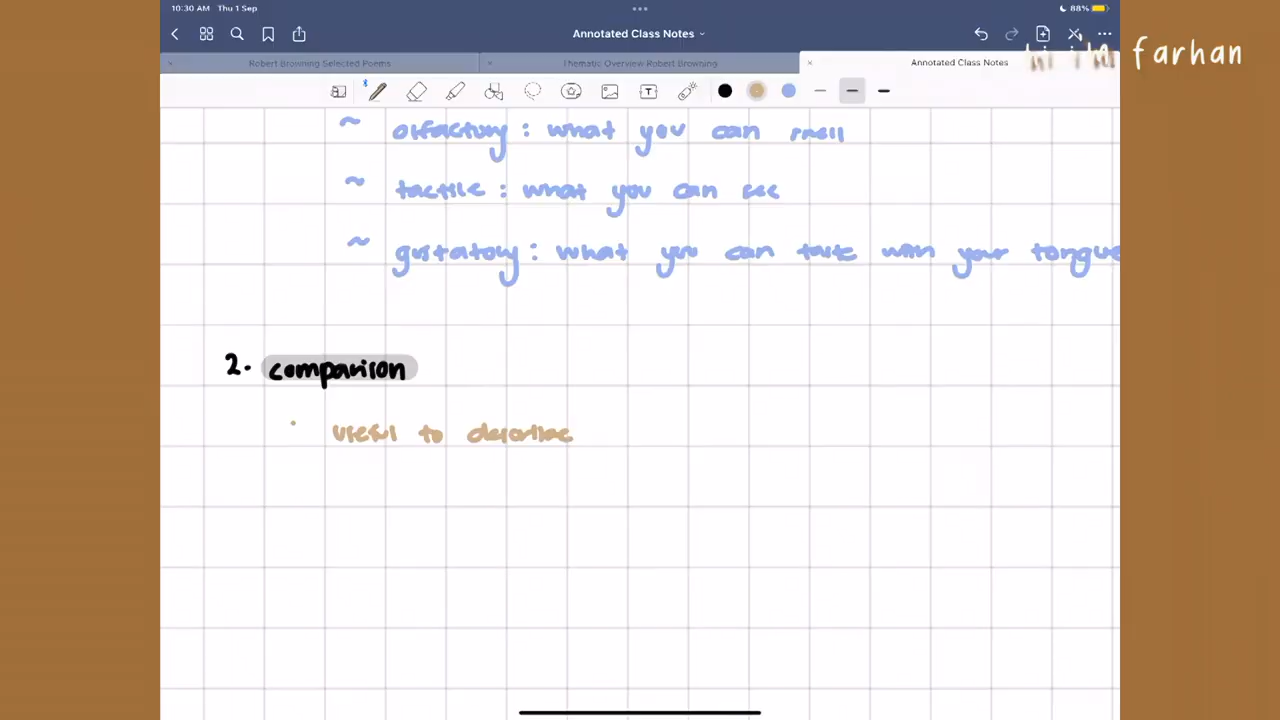 10:30 AM Thu 1 Sep
88%
Annotated Class Notes
hi i'm farhan
Robert Browning Selected Poems
Thematic Overview Robert Browning
Annotated Class Notes
~ olfactory: what you can smell
~ tactile: what you can see
~ gustatory: what you can taste with your tongue
2. comparison
· useful to describe